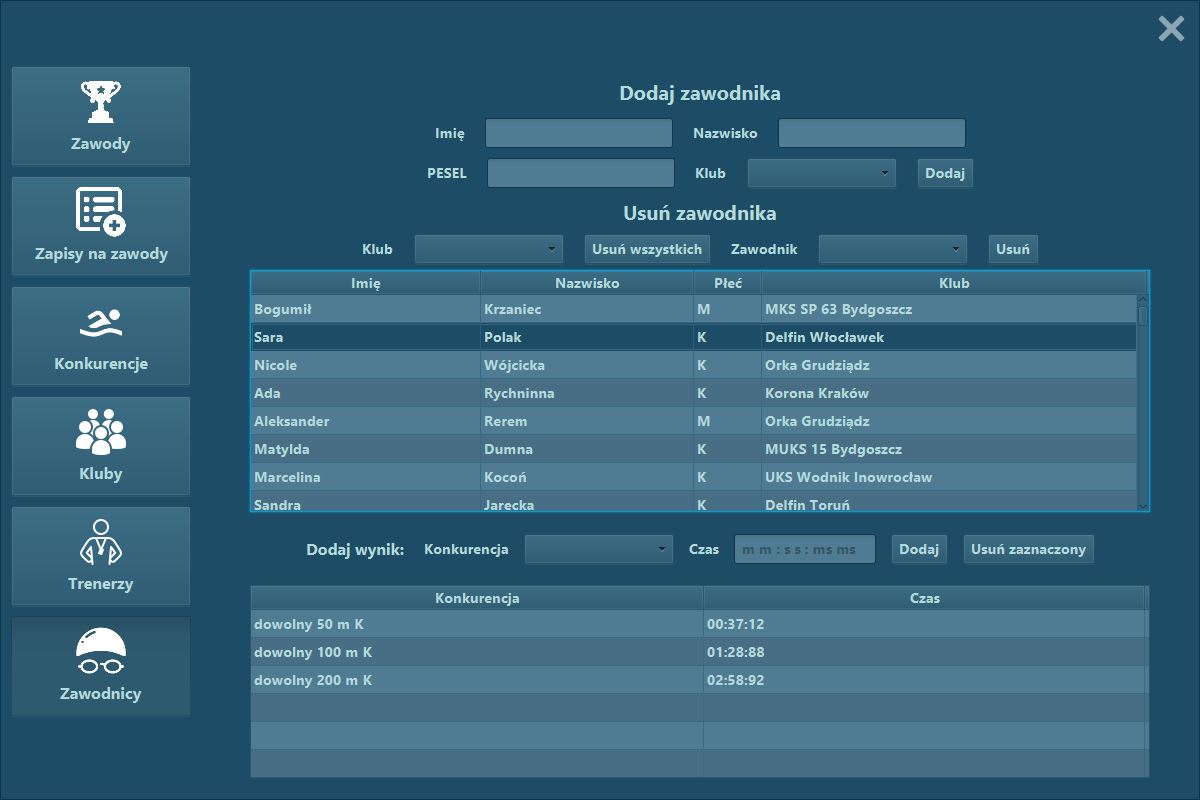 Zawody
Zapisy na zawody
Konkurencje
Kluby
Trenerzy
Zawodnicy
Dodaj zawodnika
Imię Nazwisko
PESEL Klub Dodaj
Usuń zawodnika
Klub Usuń wszystkich Zawodnik Usuń
Imię Nazwisko Płeć Klub
Bogumił Krzaniec M MKS SP 63 Bydgoszcz
Sara Polak K Delfin Włocławek
Nicole Wójcicka K Orka Grudziądz
Ada Rychninna K Korona Kraków
Aleksander Rerem M Orka Grudziądz
Matylda Dumna K MUKS 15 Bydgoszcz
Marcelina Kocoń K UKS Wodnik Inowrocław
Sandra Jarecka K Delfin Toruń
Dodaj wynik: Konkurencja Czas m m : s s : ms ms Dodaj Usuń zaznaczony
Konkurencja Czas
dowolny 50 m K 00:37:12
dowolny 100 m K 01:28:88
dowolny 200 m K 02:58:92